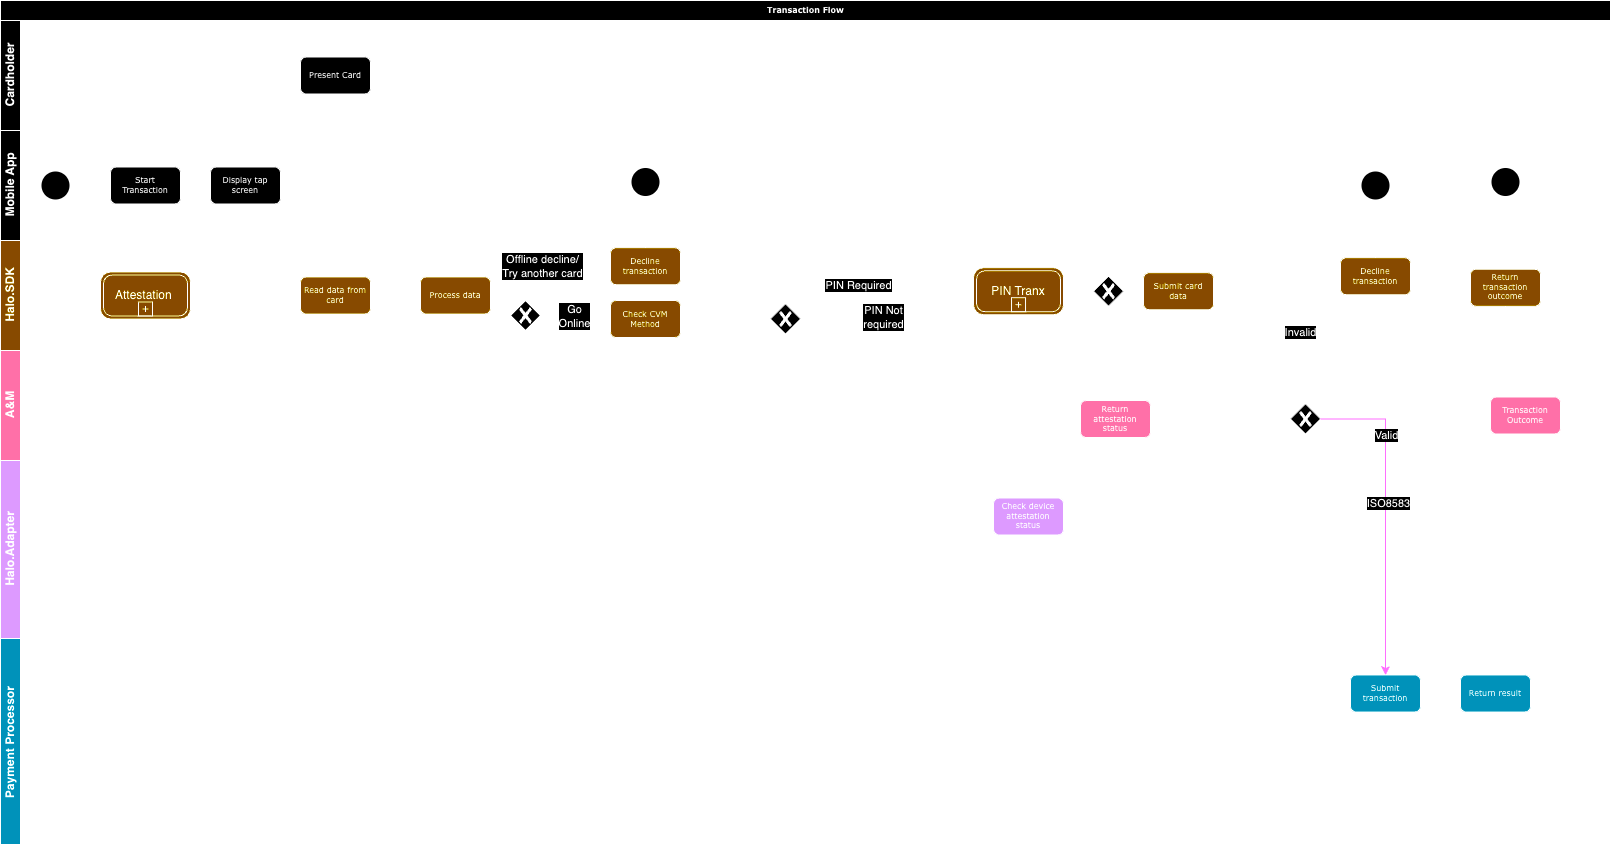 Transaction Flow
Cardholder
Present Card
Mobile App
Start
Transaction
Display tap
screen
Halo.SDK
Attestation
+
Read data from
card
Process data
Offline decline/
Try another card
Go
Online
Decline
transaction
Check CVM
Method
PIN Required
PIN Not
required
PIN Tranx
+
Submit card
data
Invalid
Decline
transaction
Return
transaction
outcome
A&M
Return
attestation
status
Valid
Transaction
Outcome
Halo.Adapter
Check device
attestation
status
ISO8583
Payment Processor
Submit
transaction
Return result